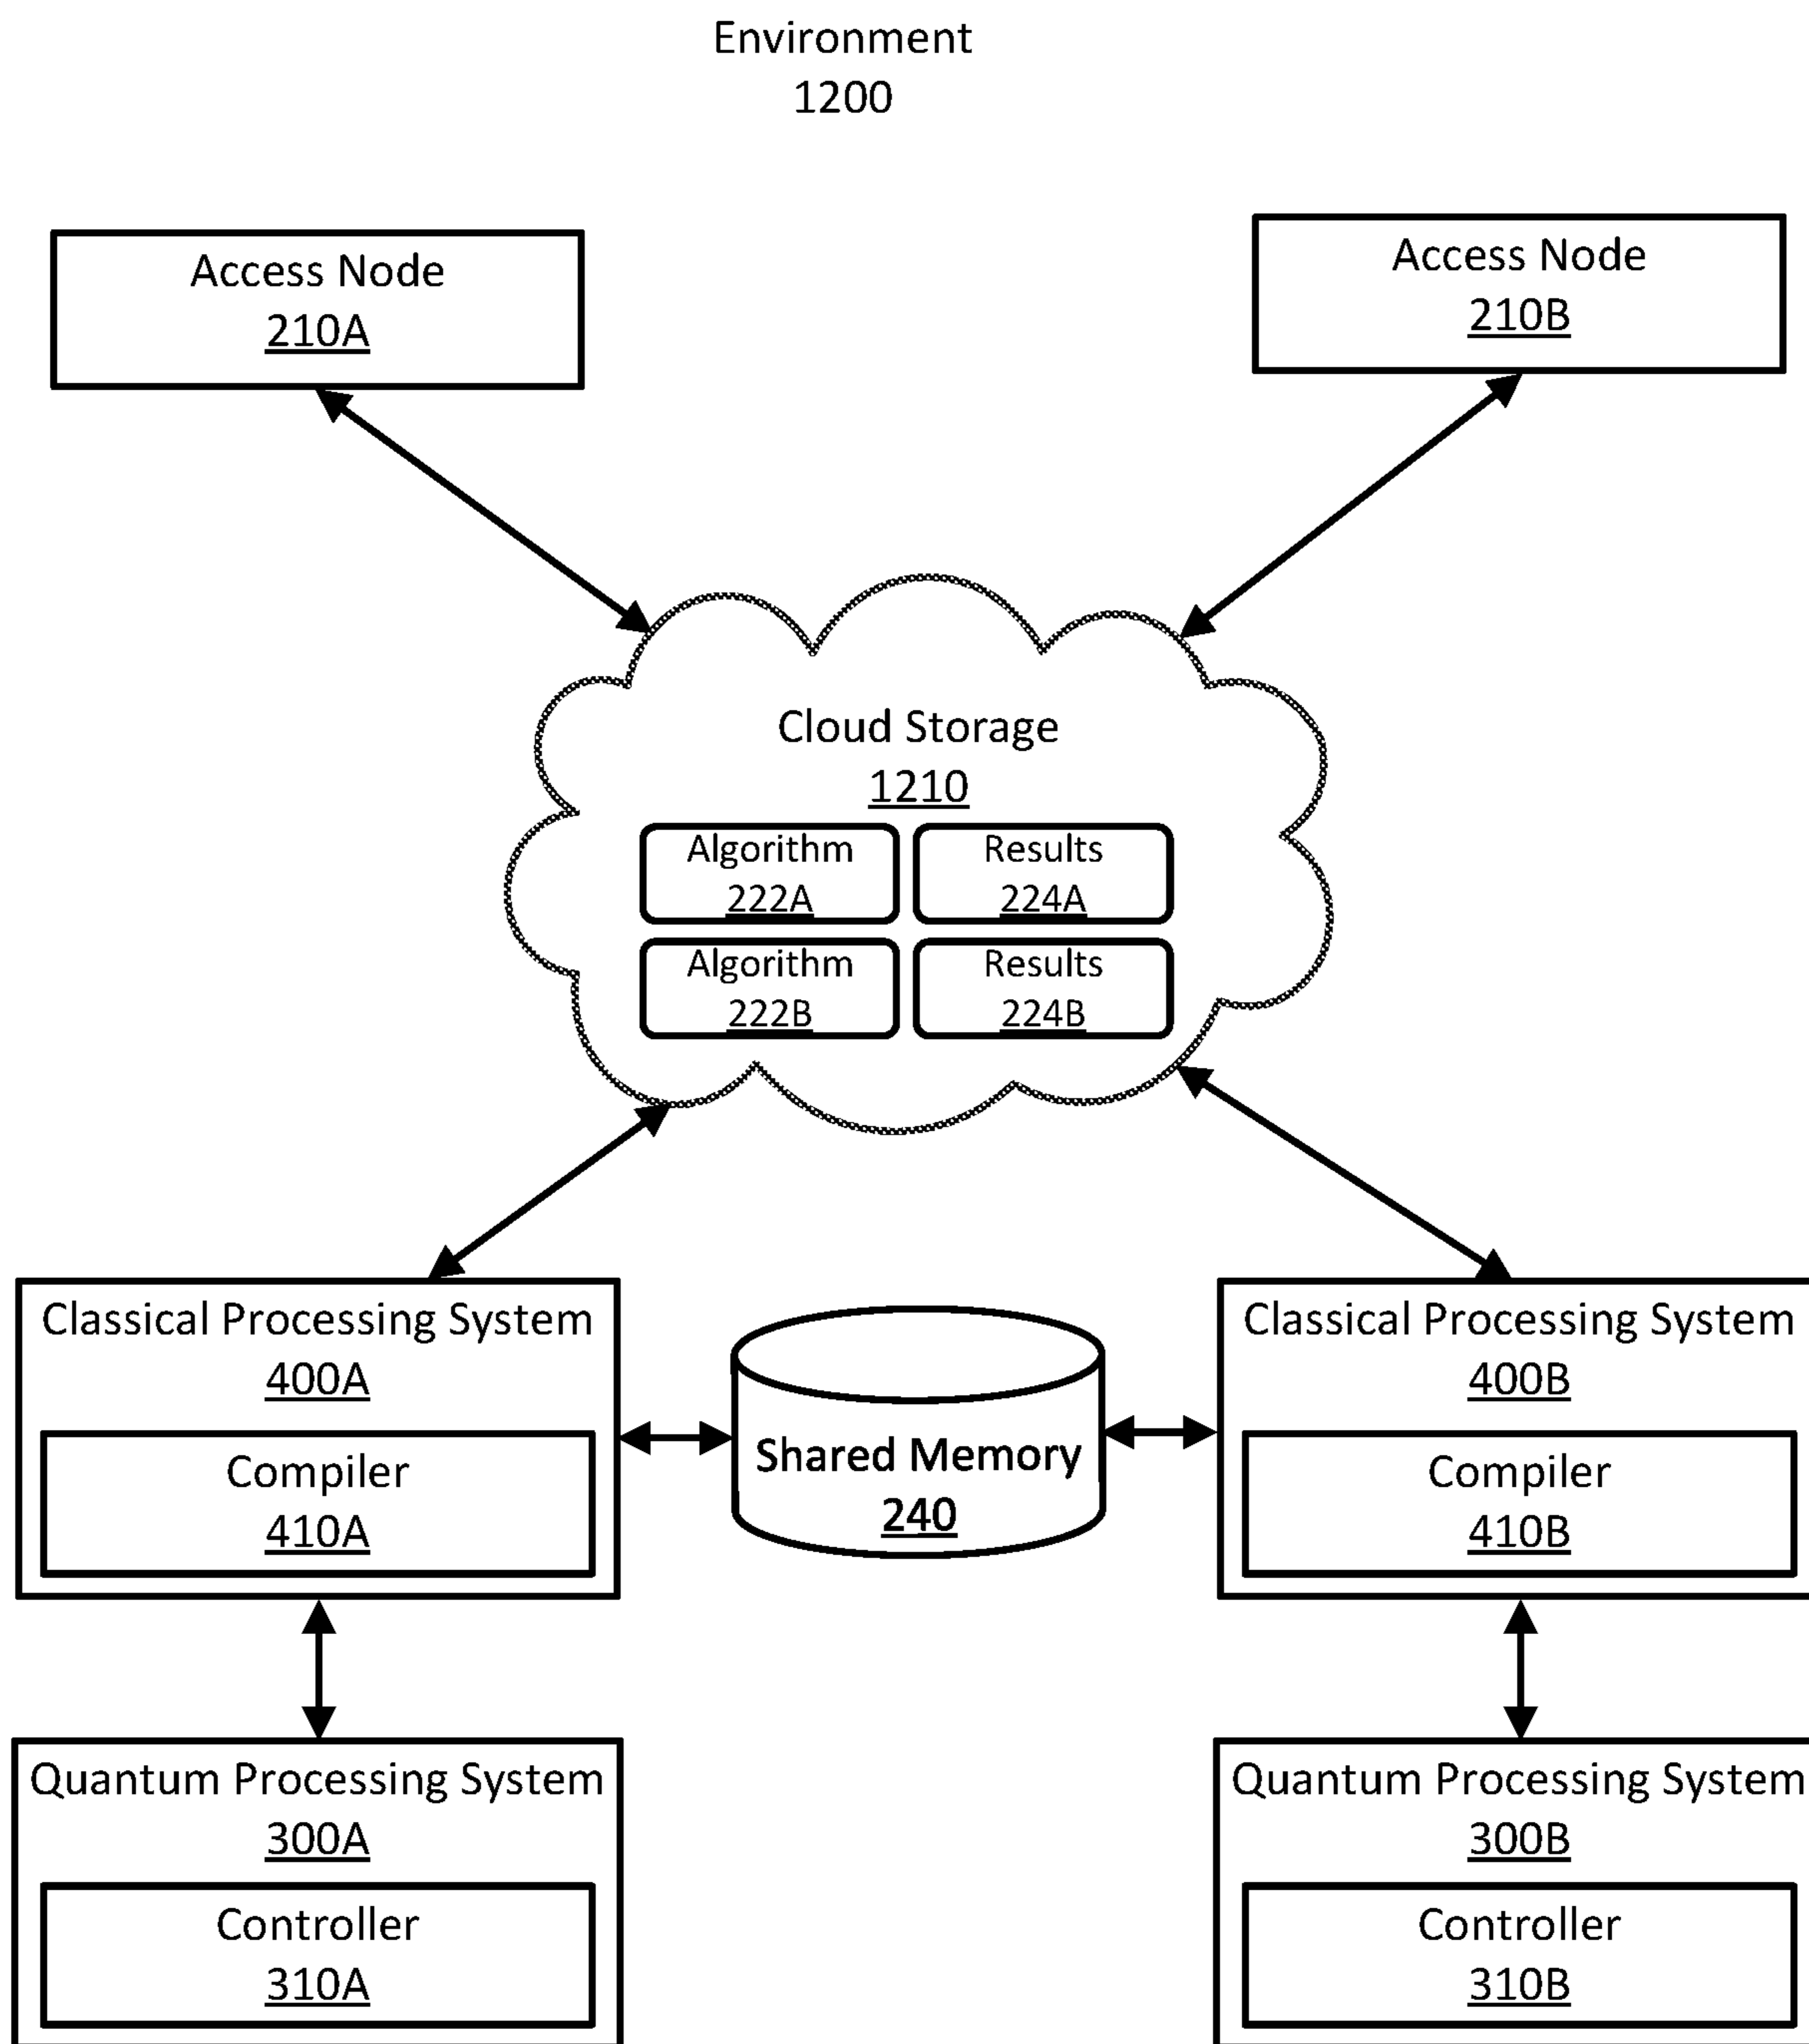 Environment
1200
Access Node
210A
Access Node
210B
Cloud Storage
1210
Algorithm
222A
Results
224A
Algorithm
222B
Results
224B
Classical Processing System
400A
Compiler
410A
Shared Memory
240
Classical Processing System
400B
Compiler
410B
Quantum Processing System
300A
Controller
310A
Quantum Processing System
300B
Controller
310B